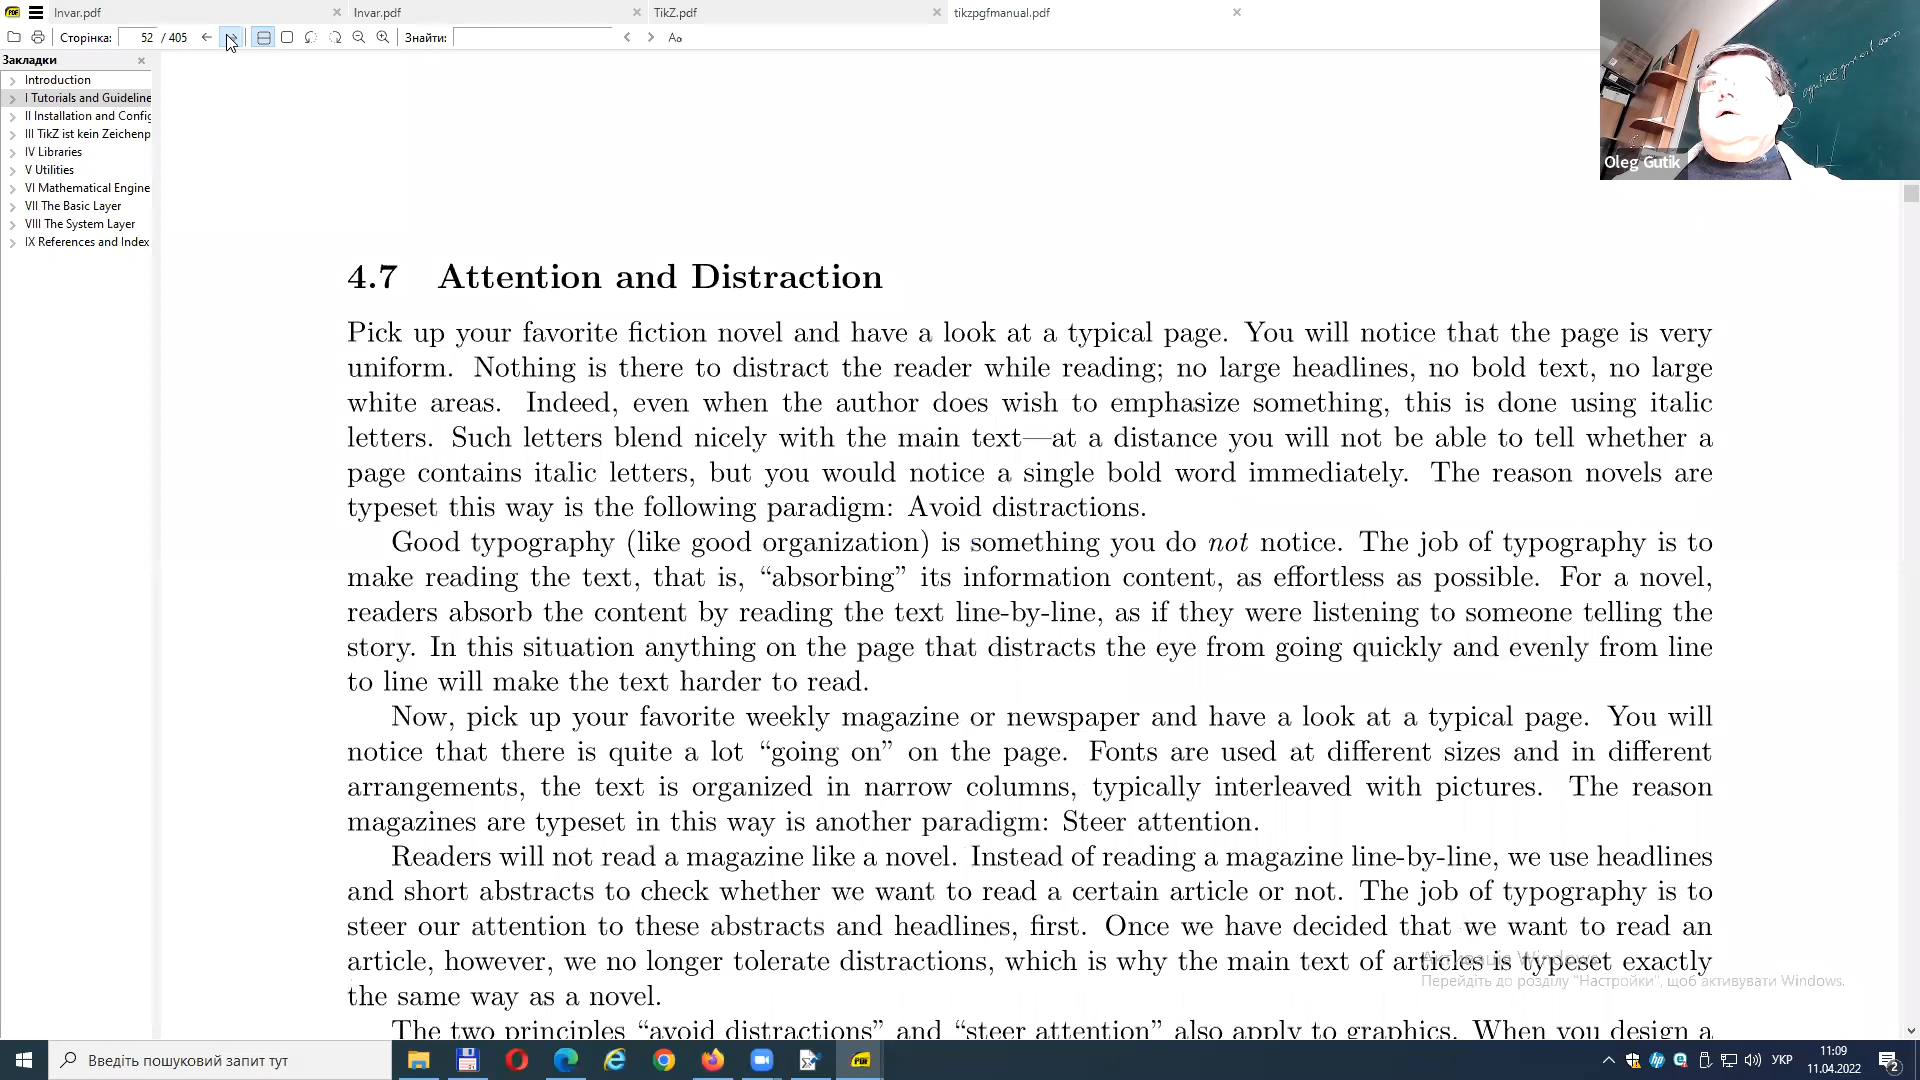 Invar.pdf
Invar.pdf
TikZ.pdf
tikzpgfmanual.pdf
Сторінка: 52 / 405
Знайти:
Закладки
Introduction
I Tutorials and Guideline
II Installation and Config
III TikZ ist kein Zeichenp
IV Libraries
V Utilities
VI Mathematical Engine
VII The Basic Layer
VIII The System Layer
IX References and Index
Oleg Gutik
4.7 Attention and Distraction
Pick up your favorite fiction novel and have a look at a typical page. You will notice that the page is very
uniform. Nothing is there to distract the reader while reading; no large headlines, no bold text, no large
white areas. Indeed, even when the author does wish to emphasize something, this is done using italic
letters. Such letters blend nicely with the main text—at a distance you will not be able to tell whether a
page contains italic letters, but you would notice a single bold word immediately. The reason novels are
typeset this way is the following paradigm: Avoid distractions.
Good typography (like good organization) is something you do not notice. The job of typography is to
make reading the text, that is, “absorbing” its information content, as effortless as possible. For a novel,
readers absorb the content by reading the text line-by-line, as if they were listening to someone telling the
story. In this situation anything on the page that distracts the eye from going quickly and evenly from line
to line will make the text harder to read.
Now, pick up your favorite weekly magazine or newspaper and have a look at a typical page. You will
notice that there is quite a lot “going on” on the page. Fonts are used at different sizes and in different
arrangements, the text is organized in narrow columns, typically interleaved with pictures. The reason
magazines are typeset in this way is another paradigm: Steer attention.
Readers will not read a magazine like a novel. Instead of reading a magazine line-by-line, we use headlines
and short abstracts to check whether we want to read a certain article or not. The job of typography is to
steer our attention to these abstracts and headlines, first. Once we have decided that we want to read an
article, however, we no longer tolerate distractions, which is why the main text of articles is typeset exactly
the same way as a novel.
The two principles “avoid distractions” and “steer attention” also apply to graphics. When you design a
Активація Windows
Перейдіть до розділу "Настройки", щоб активувати Windows.
Введіть пошуковий запит тут
УКР
11:09
11.04.2022
2